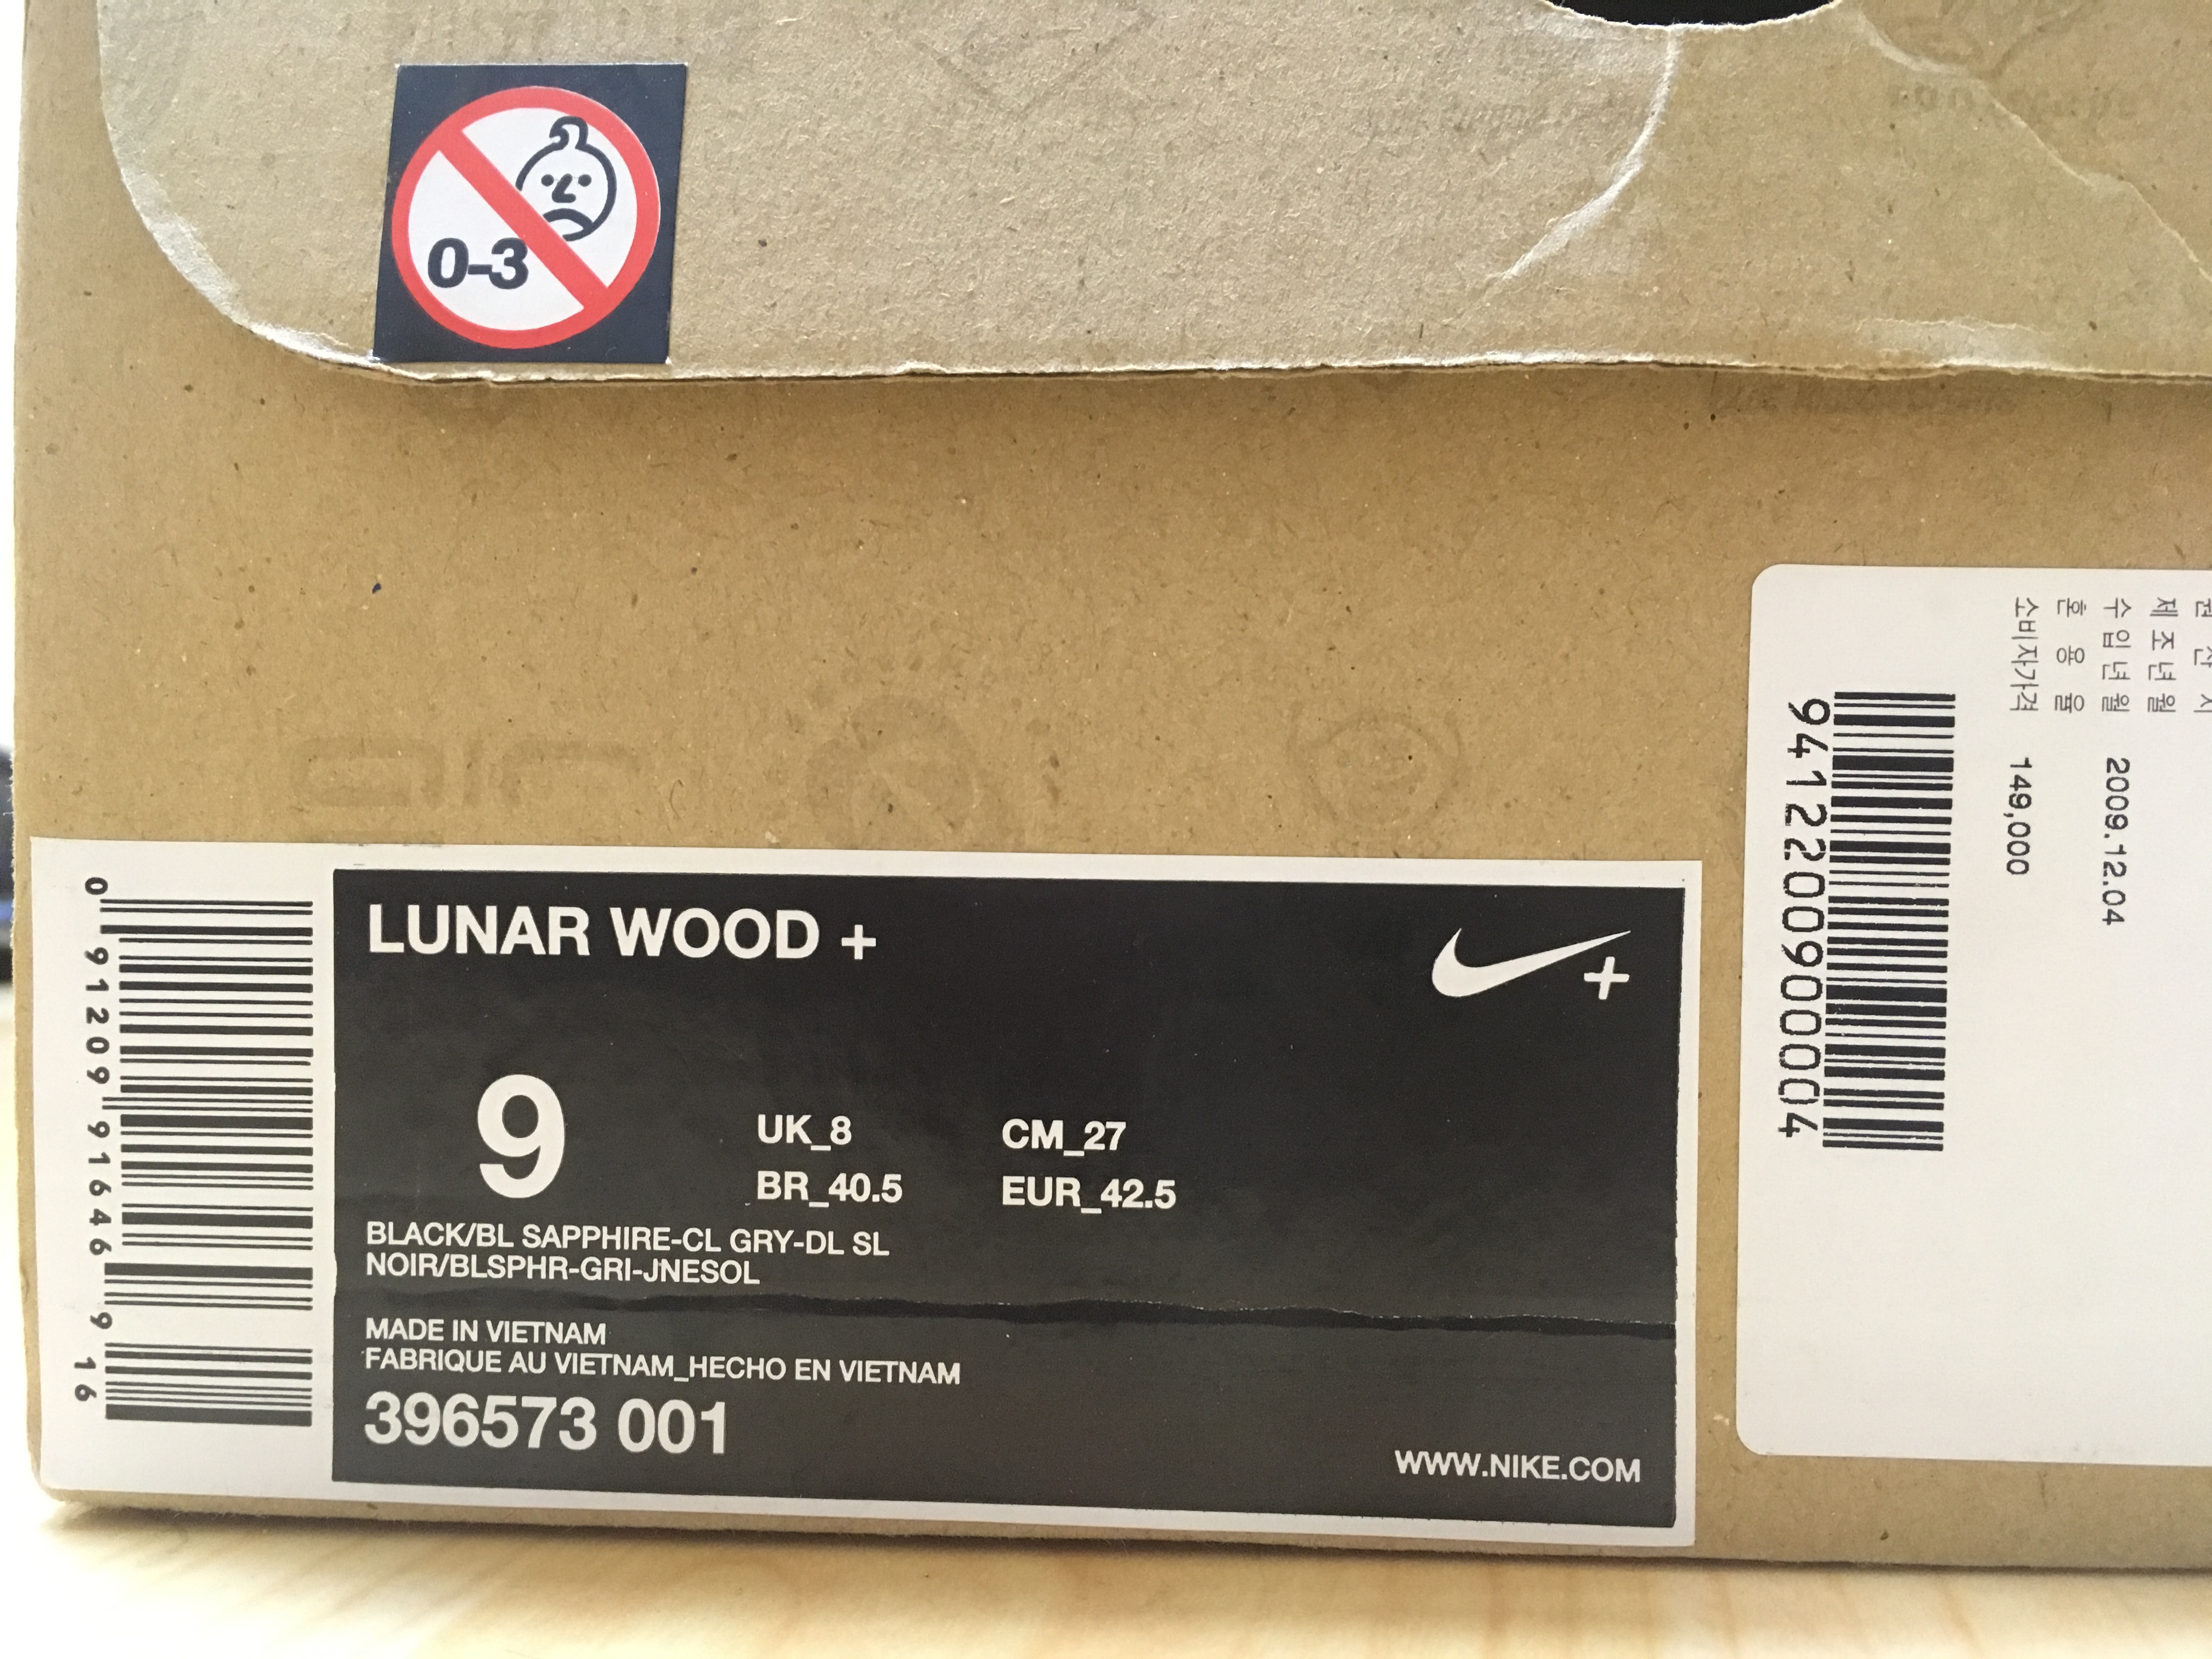 0-3
LUNAR WOOD +
9
UK_8
CM_27
BR_40.5
EUR_42.5
BLACK/BL SAPPHIRE-CL GRY-DL SL
NOIR/BLSPHR-GRI-JNESOL
MADE IN VIETNAM
FABRIQUE AU VIETNAM_HECHO EN VIETNAM
396573 001
WWW.NIKE.COM
0 91209 91646 9 16
제 조 년 월
수 입 년 월 2009.12.04
혼 용 율
소비자가격 149,000
9412200900004